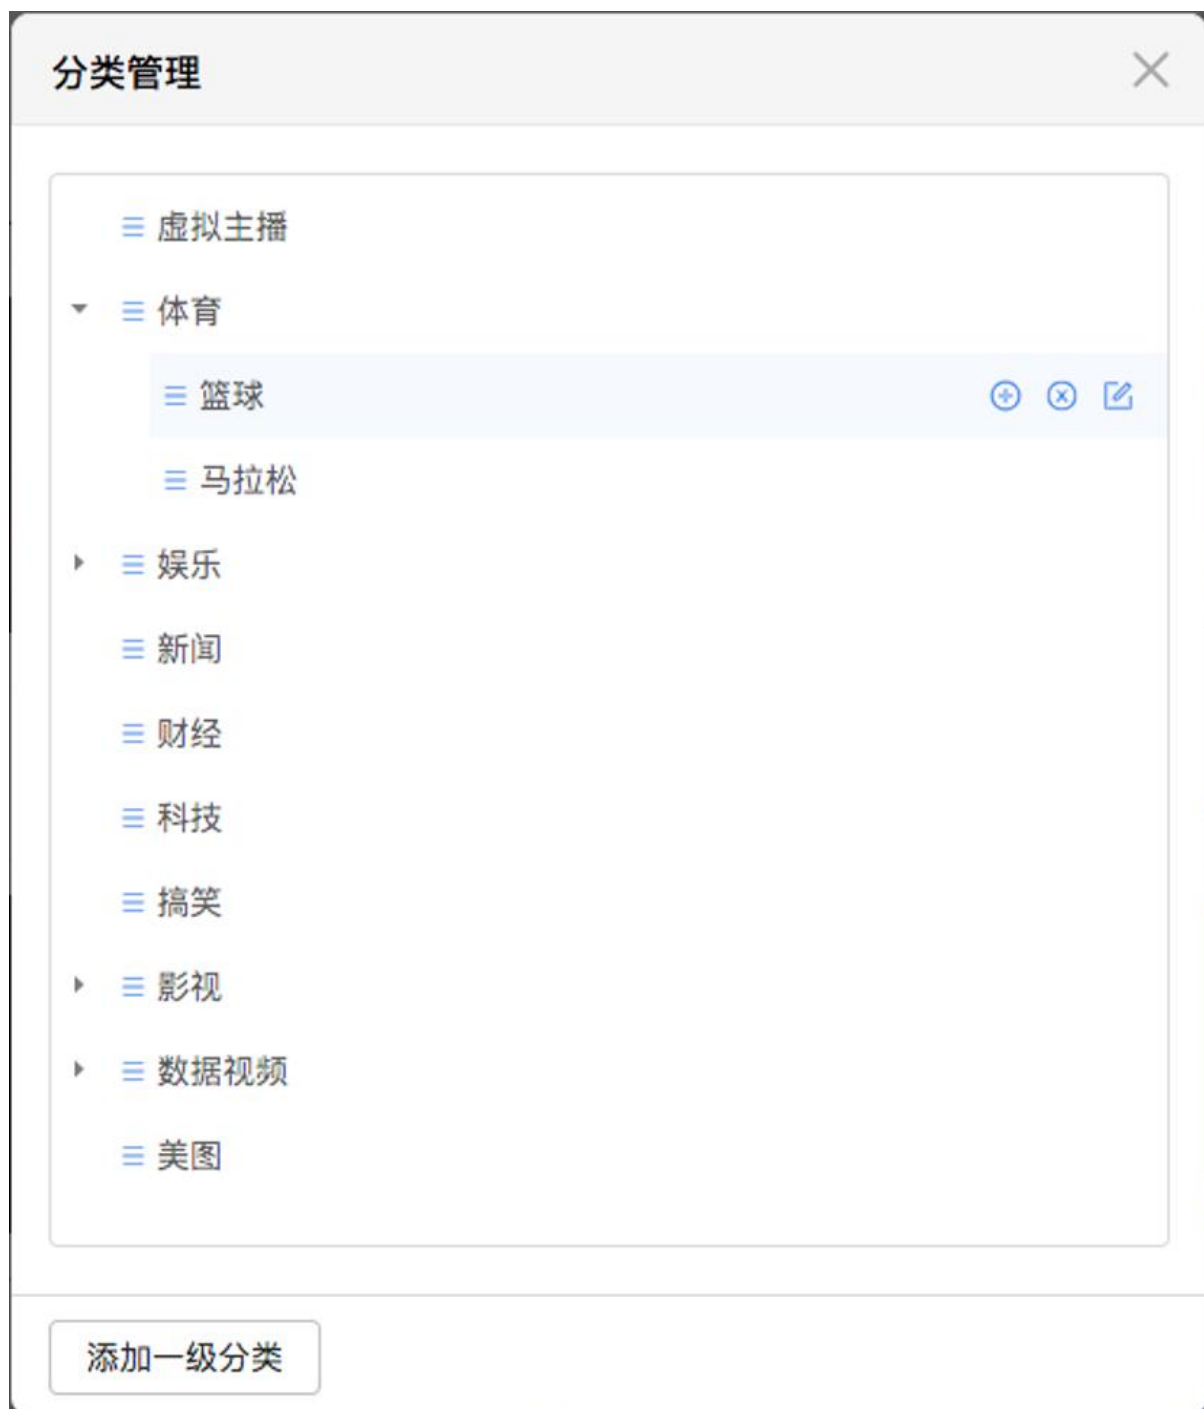 分类管理
虚拟主播
体育
篮球
马拉松
娱乐
新闻
财经
科技
搞笑
影视
数据视频
美图
添加一级分类